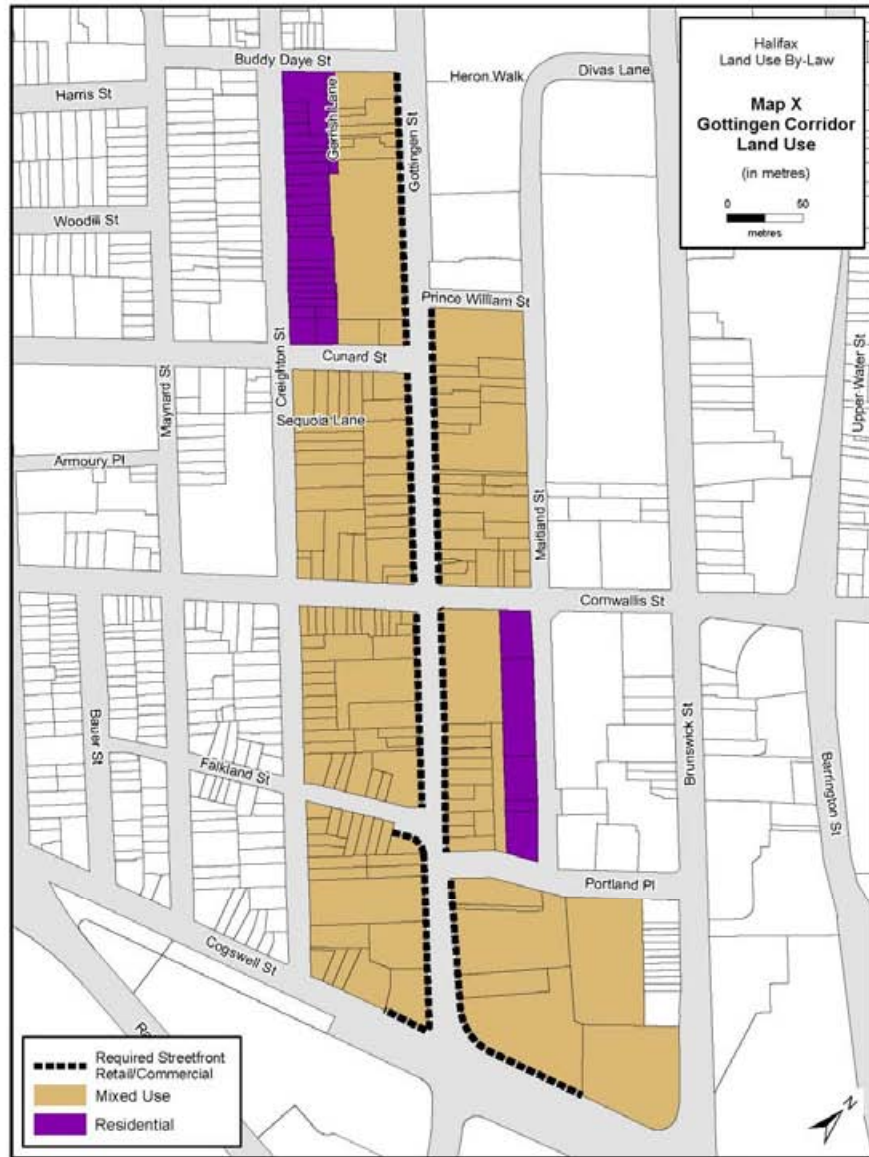 Halifax
Land Use By-Law
Map X
Gottingen Corridor
Land Use
(in metres)
0 50
metres
Buddy Daye St
Harris St
Gerrish Lane
Gottingen St
Heron Walk
Divas Lane
Woodill St
Prince William St
Cunard St
Creighton St
Maynard St
Sequoia Lane
Armoury Pl
Maitland St
Upper Water St
Cornwallis St
Bauer St
Falkland St
Brunswick St
Barrington St
Portland Pl
Cogswell St
Required Streetfront
Retail/Commercial
Mixed Use
Residential
N